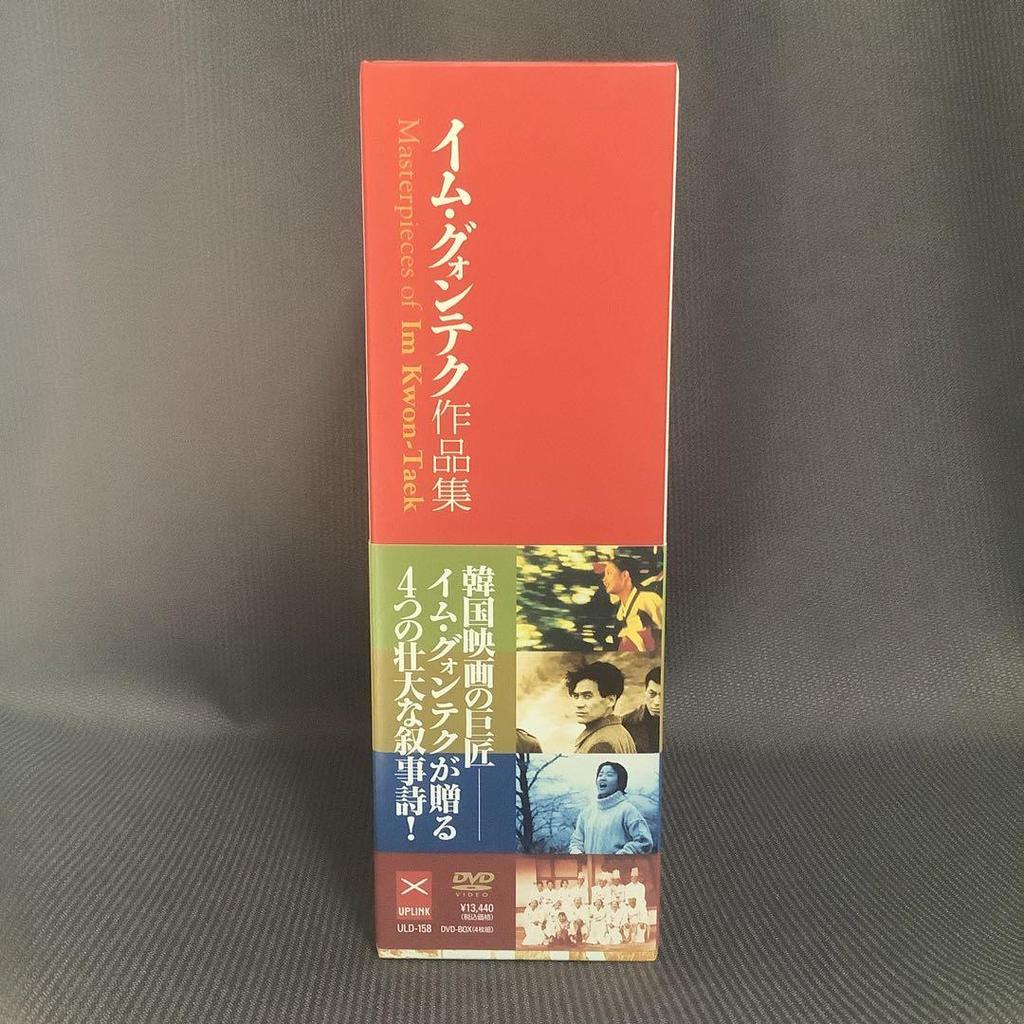 イム・グォンテク作品集
Masterpieces of Im Kwon-Taek
韓国映画の巨匠――
イム・グォンテクが贈る
4つの壮大な叙事詩！
UPLINK
ULD-158
DVD
VIDEO
¥13,440
(税込価格)
DVD-BOX(4枚組)